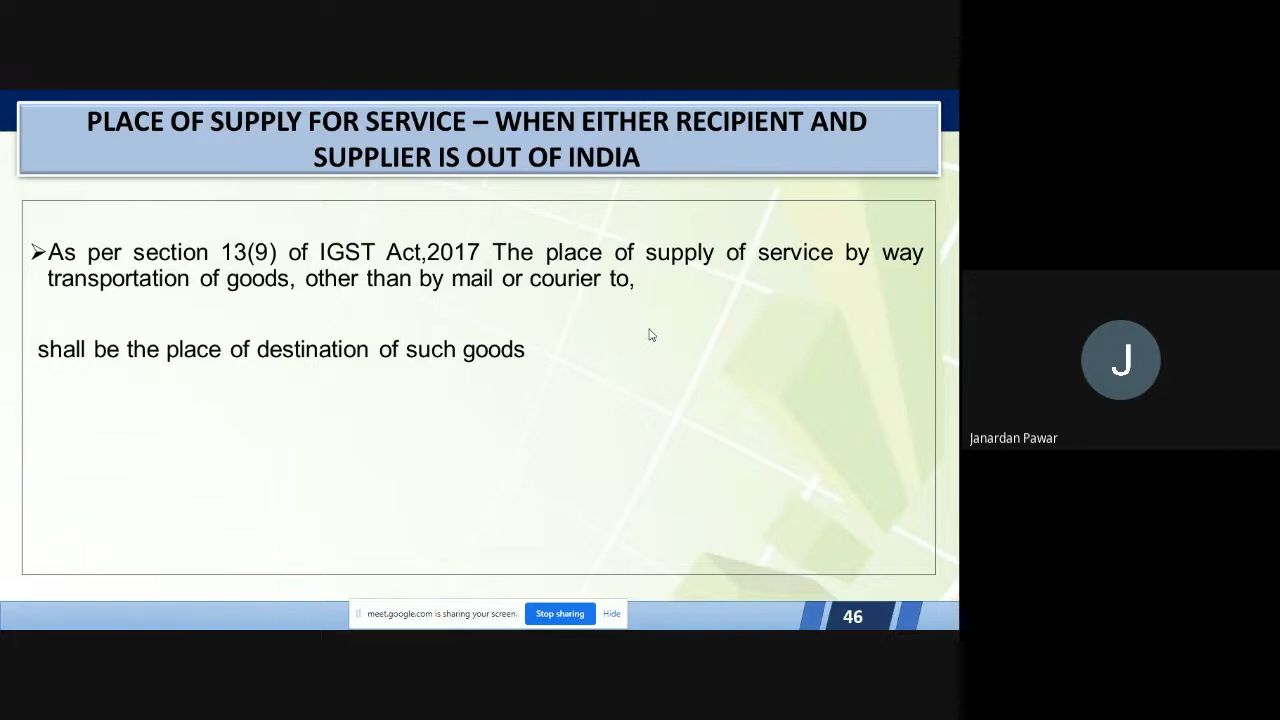 PLACE OF SUPPLY FOR SERVICE – WHEN EITHER RECIPIENT AND
SUPPLIER IS OUT OF INDIA
➢As per section 13(9) of IGST Act,2017 The place of supply of service by way
transportation of goods, other than by mail or courier to,
shall be the place of destination of such goods
J
Janardan Pawar
meet.google.com is sharing your screen. Stop sharing Hide
46